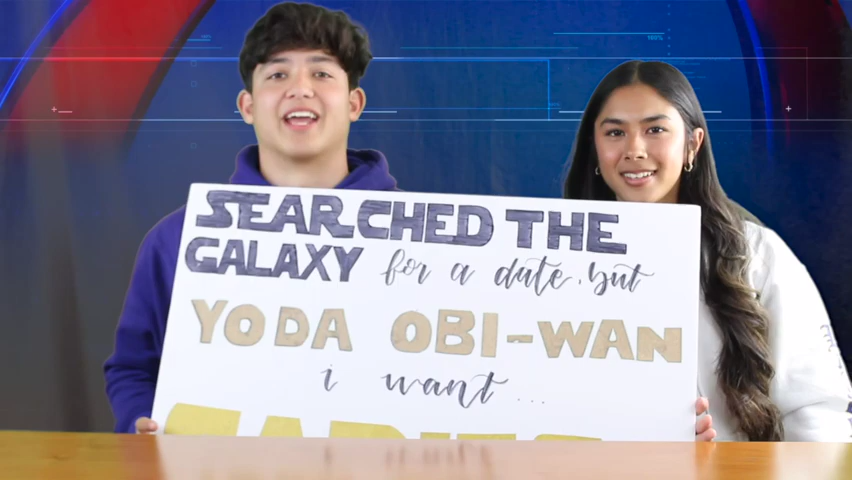 SEARCHED THE
GALAXY for a date, but
YODA OBI-WAN
i want...